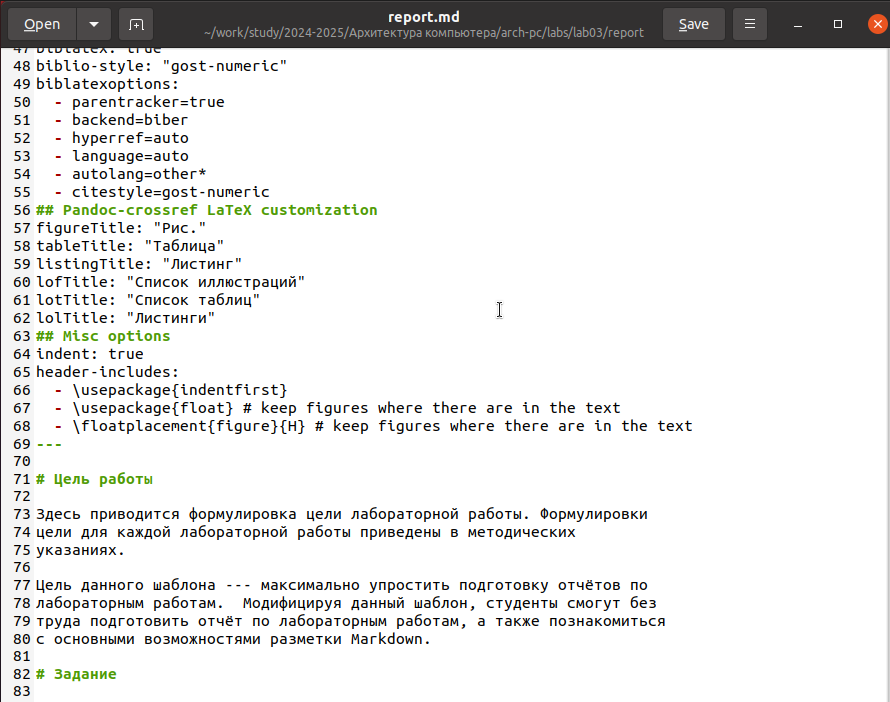 Open
report.md
~/work/study/2024-2025/Архитектура компьютера/arch-pc/labs/lab03/report
Save
47 biblatex: true
48 biblio-style: "gost-numeric"
49 biblatexoptions:
50   - parentracker=true
51   - backend=biber
52   - hyperref=auto
53   - language=auto
54   - autolang=other*
55   - citestyle=gost-numeric
56 ## Pandoc-crossref LaTeX customization
57 figureTitle: "Рис."
58 tableTitle: "Таблица"
59 listingTitle: "Листинг"
60 lofTitle: "Список иллюстраций"
61 lotTitle: "Список таблиц"
62 lolTitle: "Листинги"
63 ## Misc options
64 indent: true
65 header-includes:
66   - \usepackage{indentfirst}
67   - \usepackage{float} # keep figures where there are in the text
68   - \floatplacement{figure}{H} # keep figures where there are in the text
69 ---
70
71 # Цель работы
72
73 Здесь приводится формулировка цели лабораторной работы. Формулировки
74 цели для каждой лабораторной работы приведены в методических
75 указаниях.
76
77 Цель данного шаблона --- максимально упростить подготовку отчётов по
78 лабораторным работам.  Модифицируя данный шаблон, студенты смогут без
79 труда подготовить отчёт по лабораторным работам, а также познакомиться
80 с основными возможностями разметки Markdown.
81
82 # Задание
83